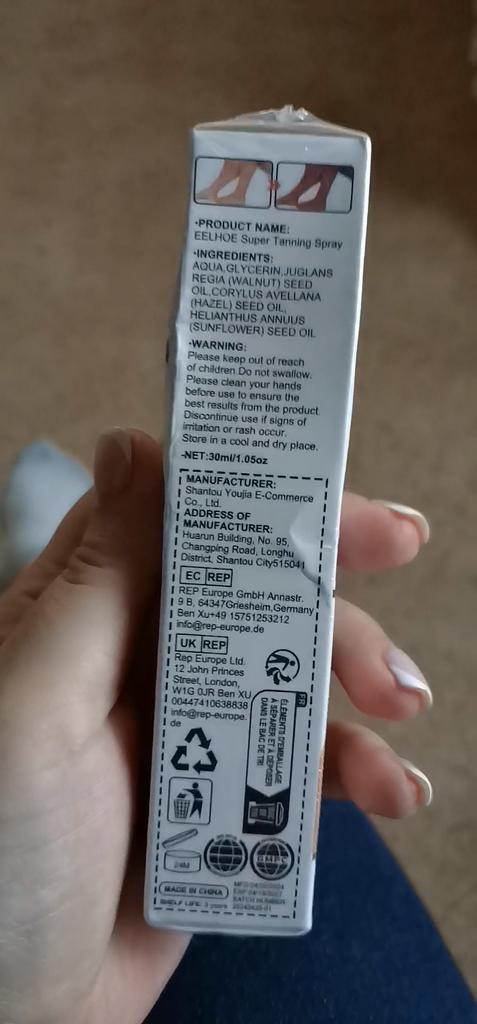 •PRODUCT NAME:
EELHOE Super Tanning Spray
•INGREDIENTS:
AQUA,GLYCERIN,JUGLANS
REGIA (WALNUT) SEED
OIL,CORYLUS AVELLANA
(HAZEL) SEED OIL,
HELIANTHUS ANNUUS
(SUNFLOWER) SEED OIL
•WARNING:
Please keep out of reach
of children.Do not swallow.
Please clean your hands
before use to ensure the
best results from the product.
Discontinue use if signs of
irritation or rash occur.
Store in a cool and dry place.
•NET:30ml/1.05oz
MANUFACTURER:
Shantou Youjia E-Commerce
Co., Ltd.
ADDRESS OF
MANUFACTURER:
Huarun Building, No. 95,
Changping Road, Longhu
District, Shantou City515041
EC REP
REP Europe GmbH Annastr.
9 B, 64347Griesheim,Germany
Ben Xu+49 15751253212
info@rep-europe.de
UK REP
Rep Europe Ltd.
12 John Princes
Street, London,
W1G 0JR Ben XU
00447410638838
info@rep-europe.
de
FR
ÉLÉMENTS D'EMBALLAGE
À SÉPARER ET À DÉPOSER
DANS LE BAC DE TRI
24M
GMPC
MADE IN CHINA
SHELF LIFE: 3 years
BATCH NUMBER